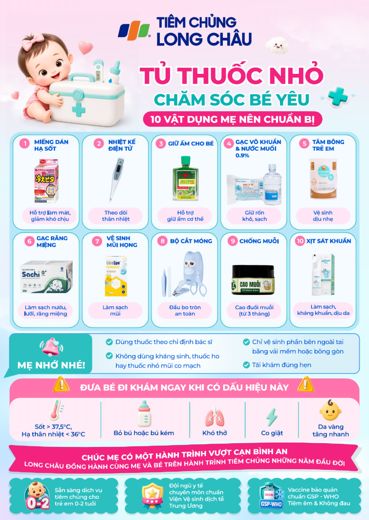 TIÊM CHỦNG
LONG CHÂU
TỦ THUỐC NHỎ
CHĂM SÓC BÉ YÊU
10 VẬT DỤNG MẸ NÊN CHUẨN BỊ
1 MIẾNG DÁN
HẠ SỐT
Hỗ trợ làm mát,
giảm khó chịu
2 NHIỆT KẾ
ĐIỆN TỬ
Theo dõi
thân nhiệt
3 GIỮ ẤM CHO BÉ
Hỗ trợ
giữ ấm cơ thể
4 GẠC VÔ KHUẨN
& NƯỚC MUỐI
0.9%
Giữ rốn
khô, sạch
5 TĂM BÔNG
TRẺ EM
Vệ sinh
dịu nhẹ
6 GẠC RĂNG
MIỆNG
Sachi
Làm sạch nướu,
lưỡi, răng miệng
7 VỆ SINH
MŨI HỌNG
Làm sạch
mũi
8 BỘ CẮT MÓNG
Đầu bo tròn
an toàn
9 CHỐNG MUỖI
CAO MUỖI
Cao đuổi muỗi
(từ 3 tháng)
10 XỊT SÁT KHUẨN
Làm sạch,
kháng khuẩn, dịu da
MẸ NHỚ NHÉ!
Dùng thuốc theo chỉ định bác sĩ
Không dùng kháng sinh, thuốc ho
hay thuốc nhỏ mũi co mạch
Chỉ vệ sinh phần bên ngoài tai
bằng vải mềm hoặc bông gòn
Tái khám đúng hẹn
ĐƯA BÉ ĐI KHÁM NGAY KHI CÓ DẤU HIỆU NÀY
Sốt > 37,5°C,
Hạ thân nhiệt < 36°C
Bỏ bú hoặc bú kém
Khó thở
Co giật
Da vàng
tăng nhanh
CHÚC MẸ CÓ MỘT HÀNH TRÌNH VƯỢT CẠN BÌNH AN
LONG CHÂU ĐỒNG HÀNH CÙNG MẸ VÀ BÉ TRÊN HÀNH TRÌNH TIÊM CHỦNG NHỮNG NĂM ĐẦU ĐỜI
0-2
Sẵn sàng dịch vụ
tiêm chủng cho
trẻ em 0-2 tuổi
Đội ngũ y tế
chuyên môn chuẩn
Viện Vệ sinh dịch tễ
Trung Ương
GSP-WHO
Vaccine bảo quản
chuẩn GSP - WHO
Tiêm êm & Không đau